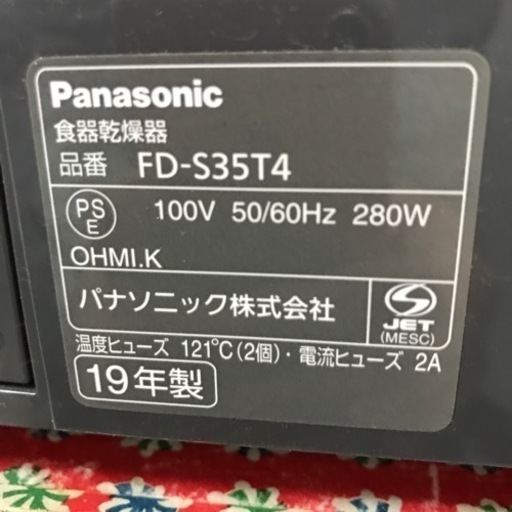 Panasonic
食器乾燥器
品番 FD-S35T4
PS
E
100V 50/60Hz 280W
OHMI.K
パナソニック株式会社
S
JET
(MESC)
温度ヒューズ 121℃(2個)・電流ヒューズ 2A
19年製